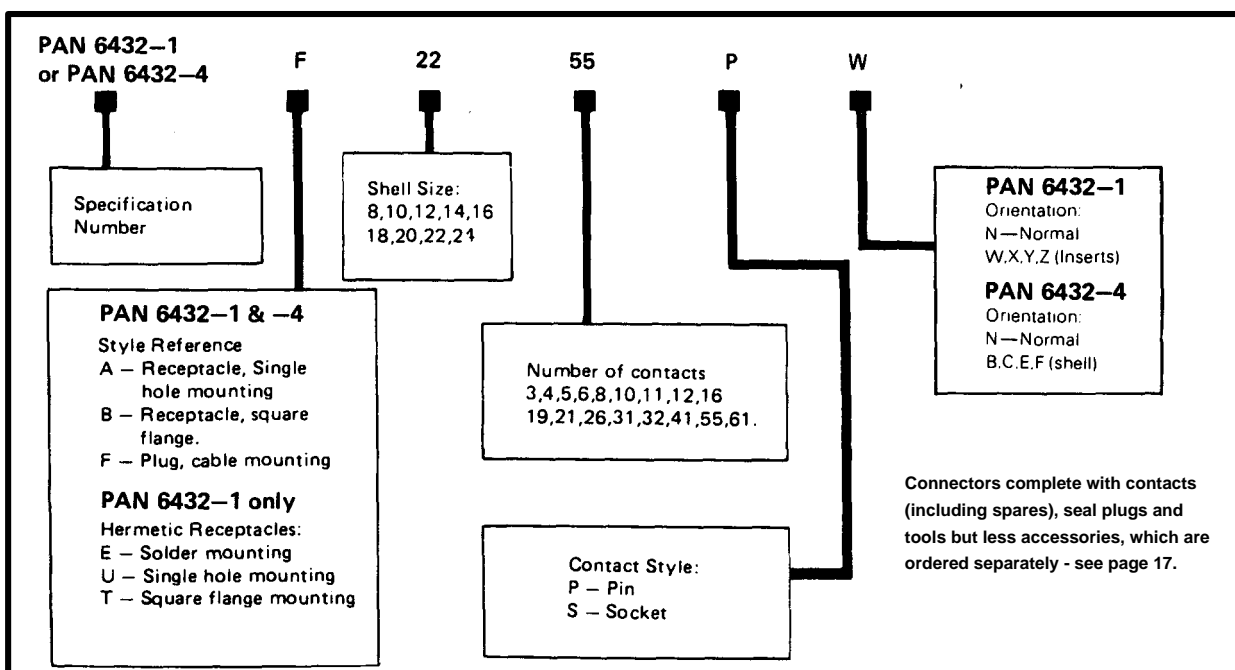 PAN 6432–1
or PAN 6432–4
F
22
55
P
W
Specification
Number
Shell Size:
8,10,12,14,16
18,20,22,24
PAN 6432–1 & –4
Style Reference
A – Receptacle, Single
hole mounting
B – Receptacle, square
flange.
F – Plug, cable mounting
PAN 6432–1 only
Hermetic Receptacles:
E – Solder mounting
U – Single hole mounting
T – Square flange mounting
Number of contacts
3,4,5,6,8,10,11,12,16
19,21,26,31,32,41,55,61.
Contact Style:
P – Pin
S – Socket
PAN 6432–1
Orientation:
N—Normal
W,X,Y,Z (Inserts)
PAN 6432–4
Orientation:
N—Normal
B,C,E,F (shell)
Connectors complete with contacts
(including spares), seal plugs and
tools but less accessories, which are
ordered separately - see page 17.